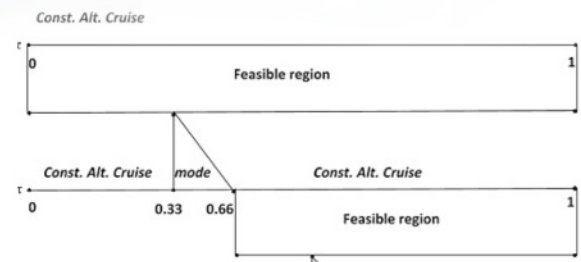 Const. Alt. Cruise
τ
0 1
Feasible region
Const. Alt. Cruise mode Const. Alt. Cruise
τ
0 0.33 0.66 1
Feasible region